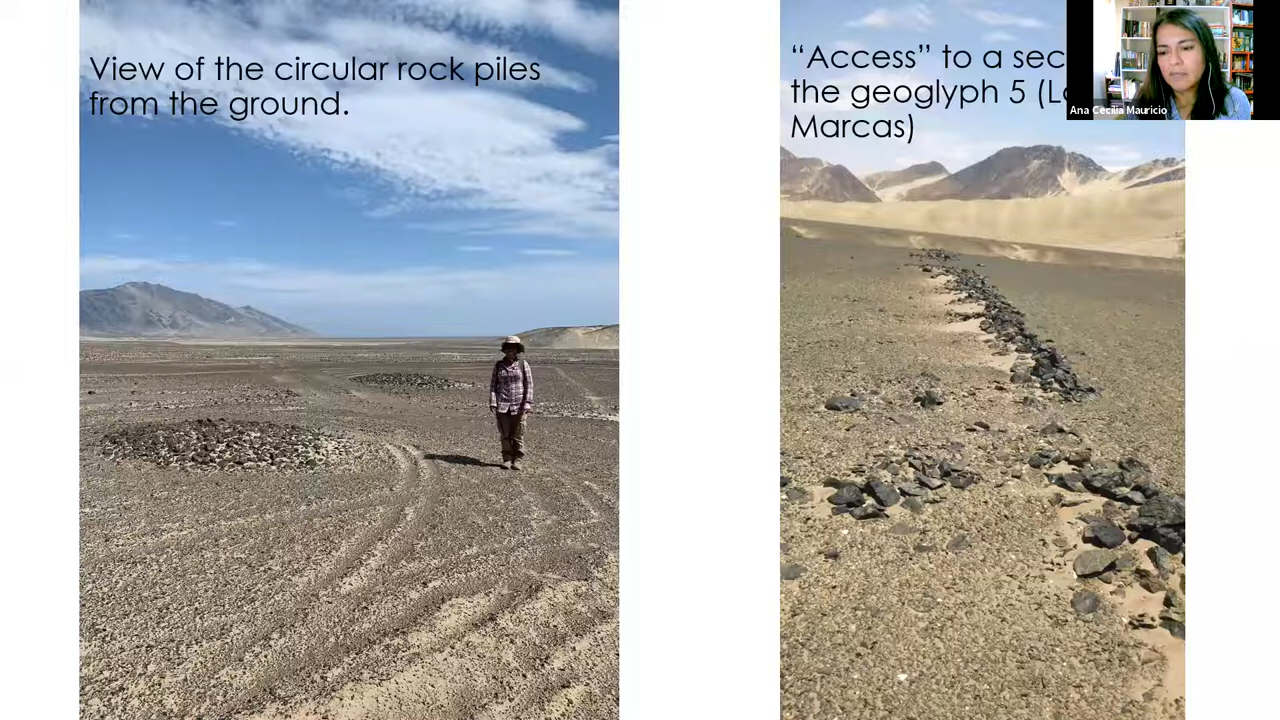 View of the circular rock piles
from the ground.
“Access” to a sec
the geoglyph 5 (L
Marcas)
Ana Cecilia Mauricio